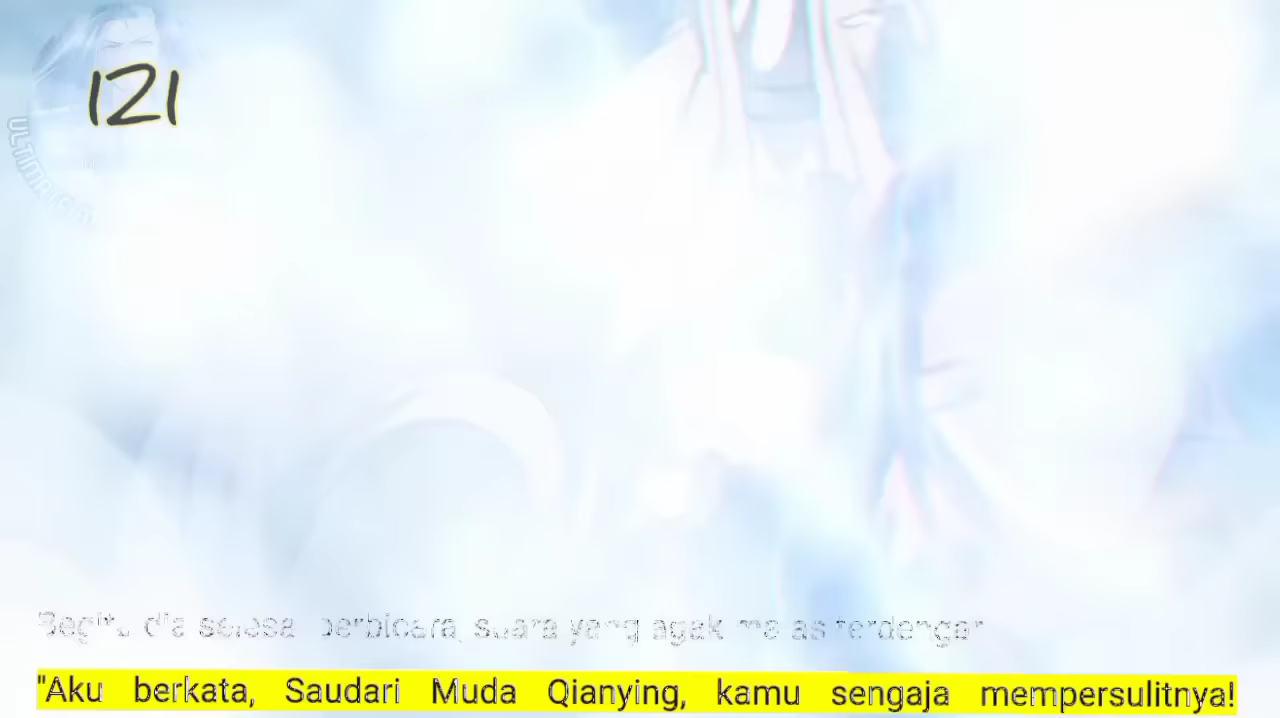 121
Begitu dia selesai berbicara, suara yang agak malas terdengar
"Aku berkata, Saudari Muda Qianying, kamu sengaja mempersulitnya!